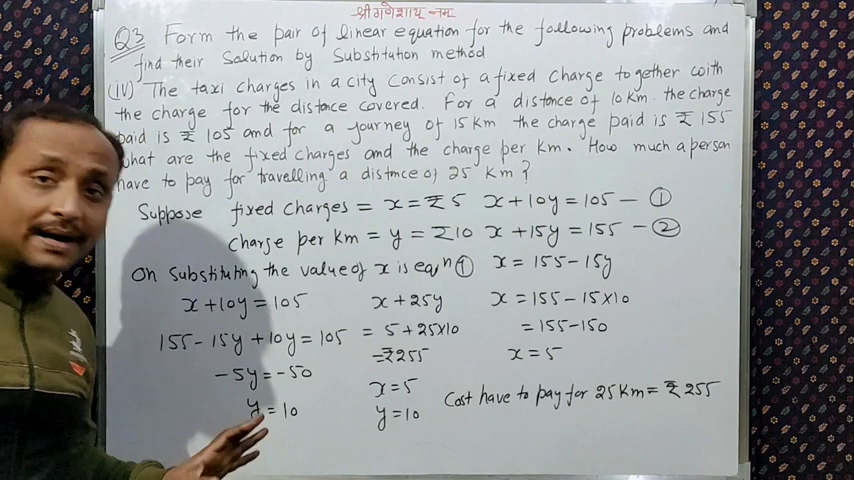 श्री गणेशाय नमः
Q3 Form the pair of linear equation for the following problems and
find their Solution by Substitution method
(iv) The taxi charges in a city consist of a fixed charge together with
the charge for the distance covered. For a distance of 10 km the charge
paid is ₹ 105 and for a journey of 15 km the charge paid is ₹ 155
what are the fixed charges and the charge per km. How much a person
have to pay for travelling a distance of 25 km?
Suppose fixed charges = x = ₹ 5 x + 10y = 105 — ①
charge per km = y = ₹ 10 x + 15y = 155 — ②
On substituting the value of x is eqn ① x = 155 - 15y
x + 10y = 105 x + 25y x = 155 - 15×10
155 - 15y + 10y = 105 = 5 + 25×10 = 155 - 150
-5y = -50 = ₹ 255 x = 5
y = 10 x = 5
y = 10 Cost have to pay for 25 km = ₹ 255